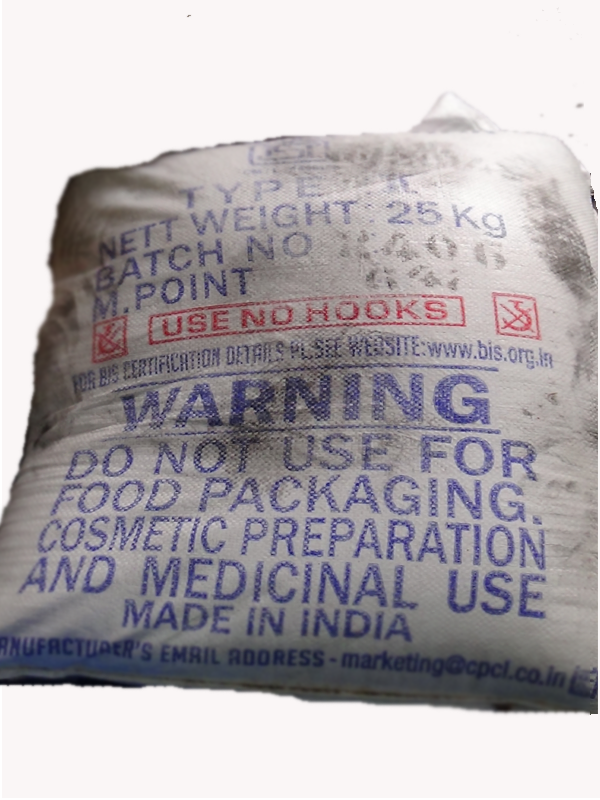 TYPE
NETT WEIGHT : 25 Kg
BATCH NO
M. POINT
USE NO HOOKS
FOR BIS CERTIFICATION DETAILS PL.SEE WEBSITE:www.bis.org.in
WARNING
DO NOT USE FOR
FOOD PACKAGING.
COSMETIC PREPARATION
AND MEDICINAL USE
MADE IN INDIA
MANUFACTURER'S EMAIL ADDRESS - marketing@cpcl.co.in